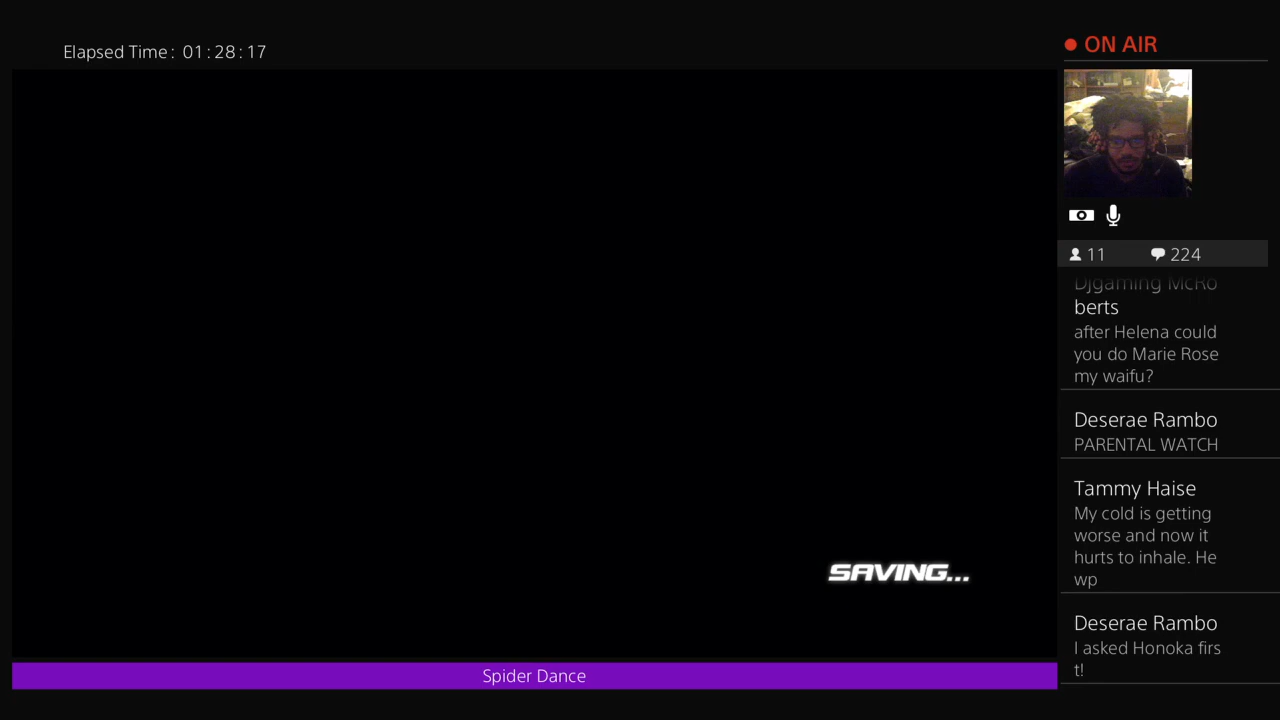 Elapsed Time: 01:28:17
ON AIR
11 224
Djgaming McRo
berts
after Helena could
you do Marie Rose
my waifu?
Deserae Rambo
PARENTAL WATCH
Tammy Haise
My cold is getting
worse and now it
hurts to inhale. He
wp
Deserae Rambo
I asked Honoka firs
t!
SAVING...
Spider Dance